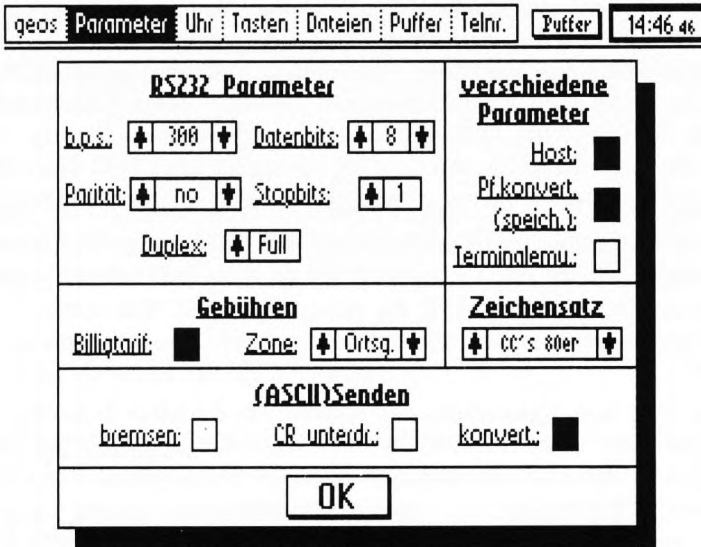 geos Parameter Uhr Tasten Dateien Puffer Telnr. Puffer 14:46 46
RS232 Parameter
b.p.s.: 300 Datenbits: 8
Parität: no Stopbits: 1
Duplex: Full
verschiedene
Parameter
Host:
Pf.konvert.
(speich.):
Terminalemu.:
Gebühren
Billigtarif: Zone: Ortsg.
Zeichensatz
CC's 80er
(ASCII)Senden
bremsen: CR unterdr.: konvert.:
OK